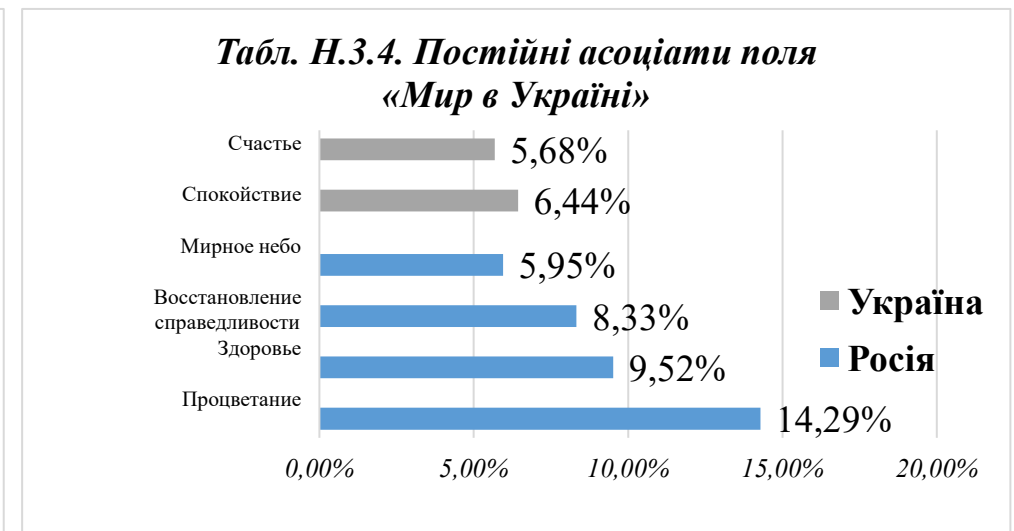 Табл. Н.3.4. Постійні асоціати поля
«Мир в Україні»
Счастье
5,68%
Спокойствие
6,44%
Мирное небо
5,95%
Восстановление
справедливости
8,33%
Здоровье
9,52%
Процветание
14,29%
Україна
Росія
0,00%
5,00%
10,00%
15,00%
20,00%